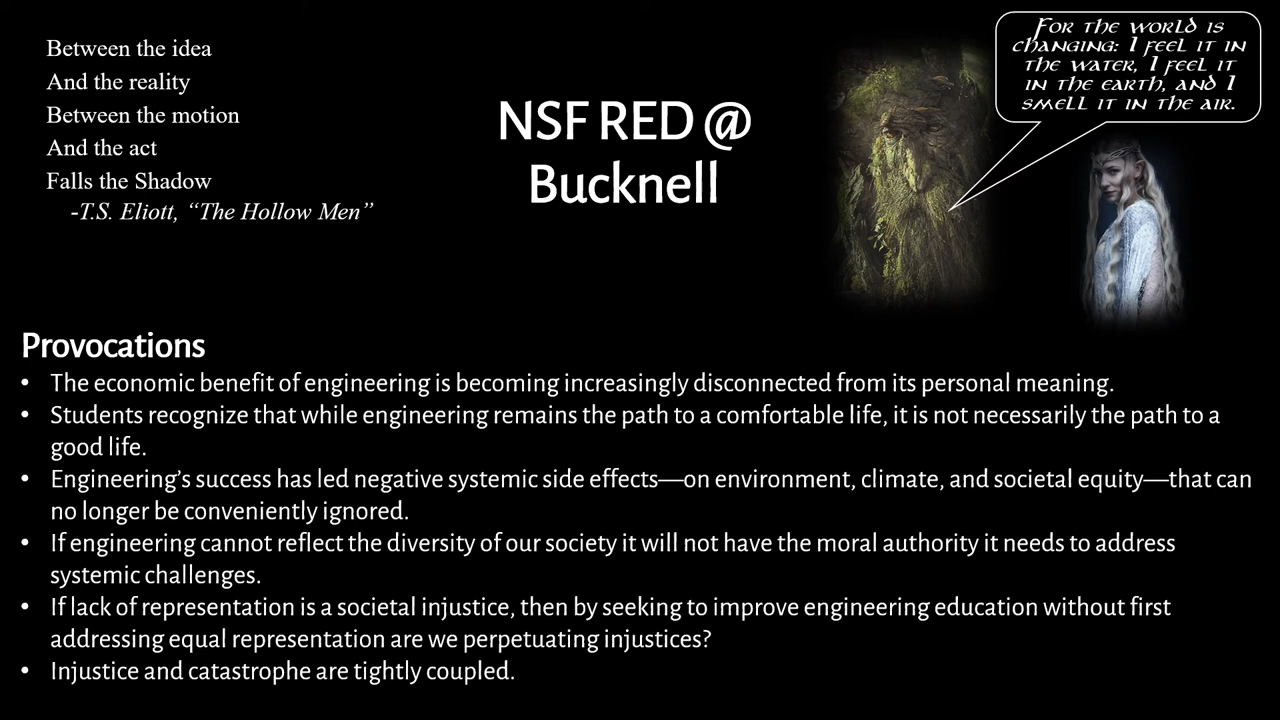 Between the idea
And the reality
Between the motion
And the act
Falls the Shadow
-T.S. Eliott, “The Hollow Men”
NSF RED @
Bucknell
For the world is
changing: I feel it in
the water, I feel it
in the earth, and I
smell it in the air.
Provocations
• The economic benefit of engineering is becoming increasingly disconnected from its personal meaning.
• Students recognize that while engineering remains the path to a comfortable life, it is not necessarily the path to a
good life.
• Engineering’s success has led negative systemic side effects—on environment, climate, and societal equity—that can
no longer be conveniently ignored.
• If engineering cannot reflect the diversity of our society it will not have the moral authority it needs to address
systemic challenges.
• If lack of representation is a societal injustice, then by seeking to improve engineering education without first
addressing equal representation are we perpetuating injustices?
• Injustice and catastrophe are tightly coupled.